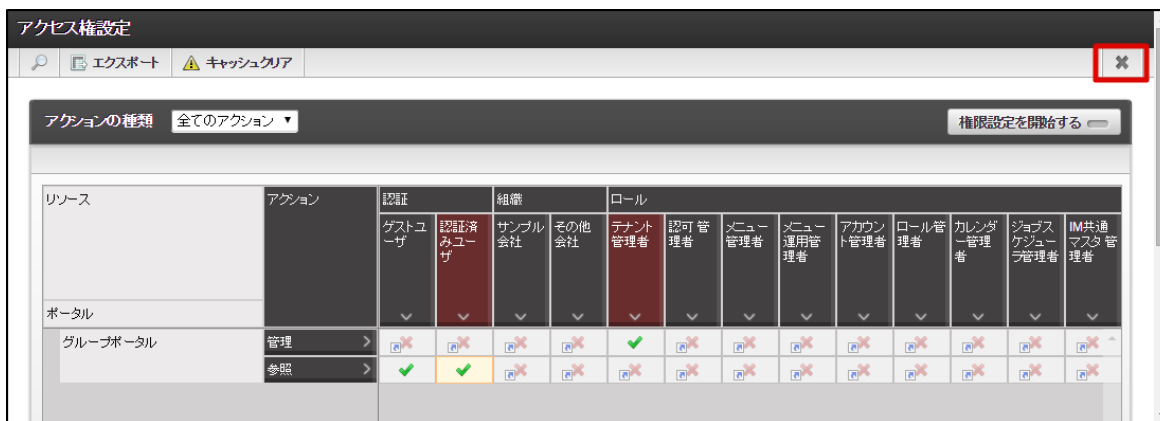 アクセス権設定
エクスポート キャッシュクリア
アクションの種類 全てのアクション 権限設定を開始する
リソース アクション 認証 組織 ロール
ゲストユーザ 認証済みユーザ サンプル会社 その他会社 テナント管理者 認可管理者 メニュー管理者 メニュー運用管理者 アカウント管理者 ロール管理者 カレンダー管理者 ジョブスケジューラ管理者 IM共通マスタ管理者
ポータル
グループポータル 管理
参照